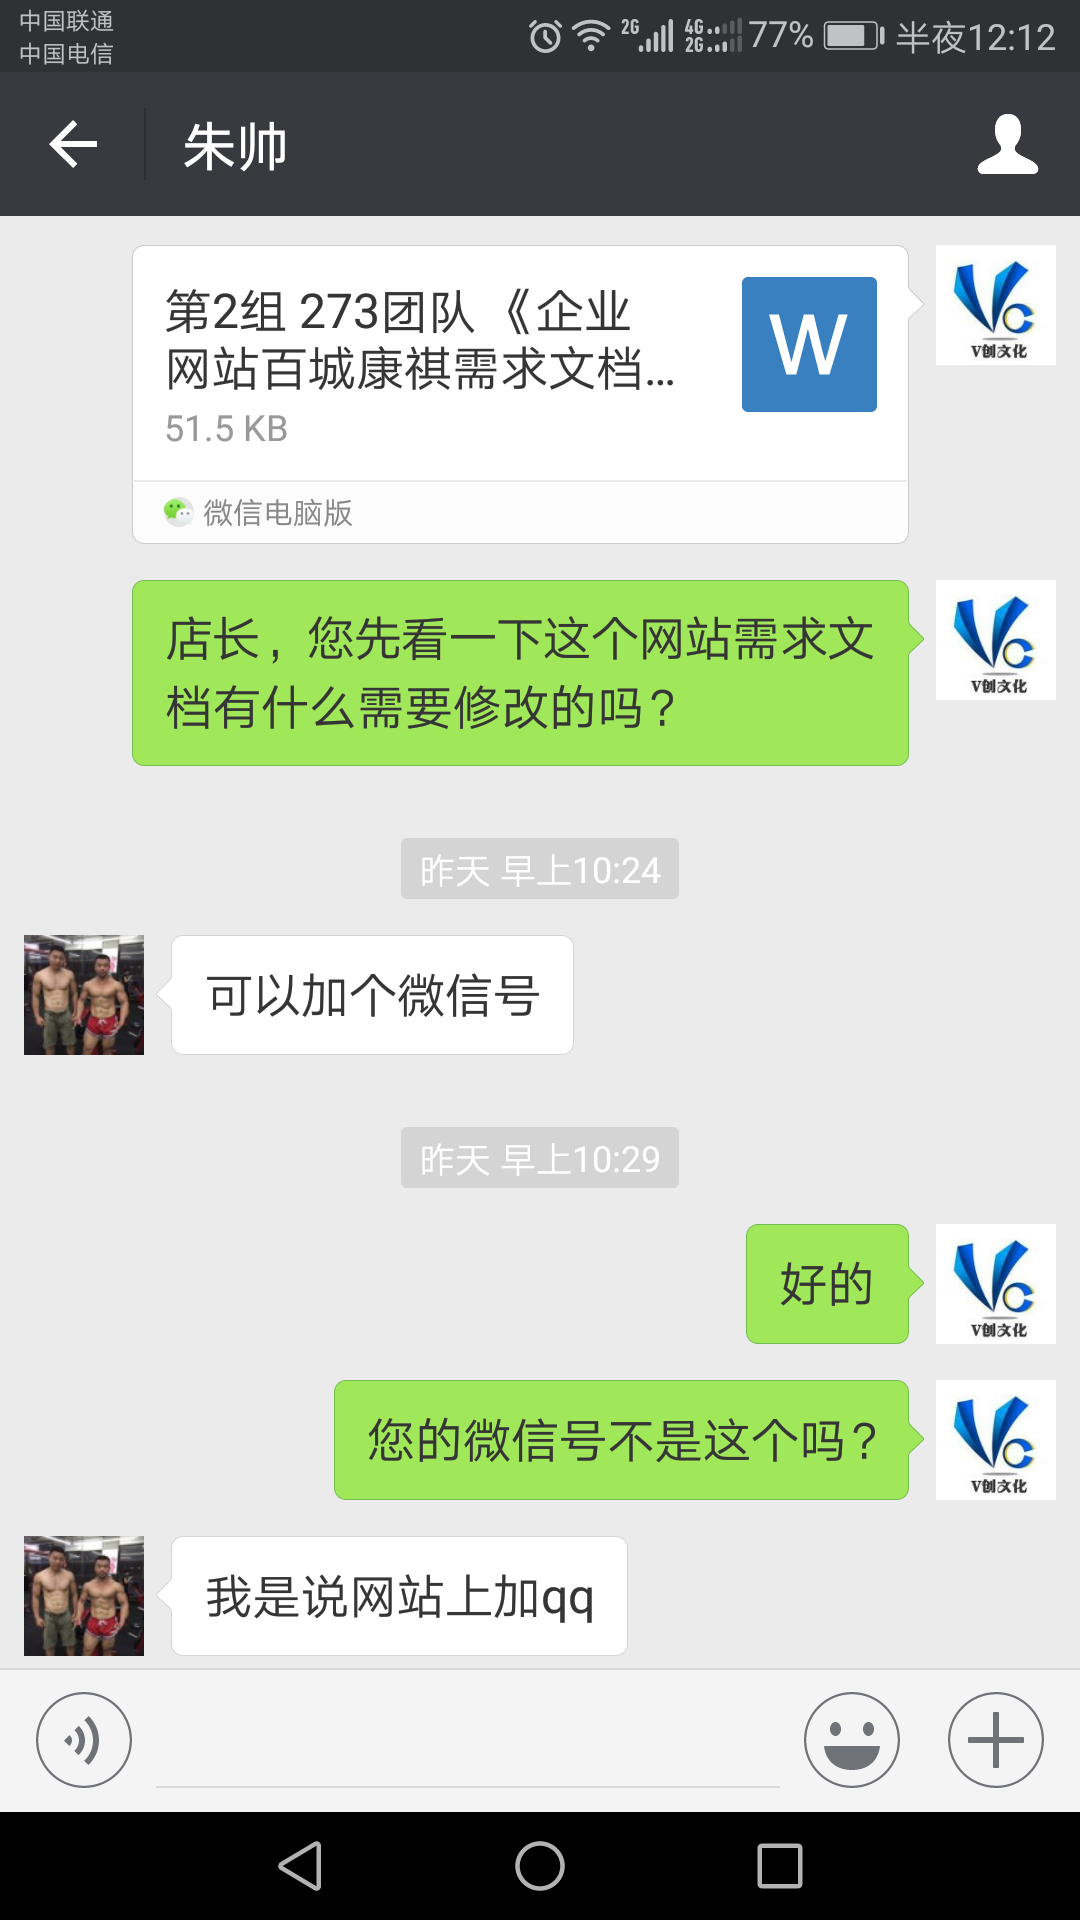 中国联通
中国电信
2G 4G 2G 77% 半夜12:12
朱帅
第2组 273团队 《企业
网站百城康祺需求文档...
W
51.5 KB
微信电脑版
V创文化
店长，您先看一下这个网站需求文
档有什么需要修改的吗？
V创文化
昨天 早上10:24
可以加个微信号
昨天 早上10:29
好的
V创文化
您的微信号不是这个吗？
V创文化
我是说网站上加qq